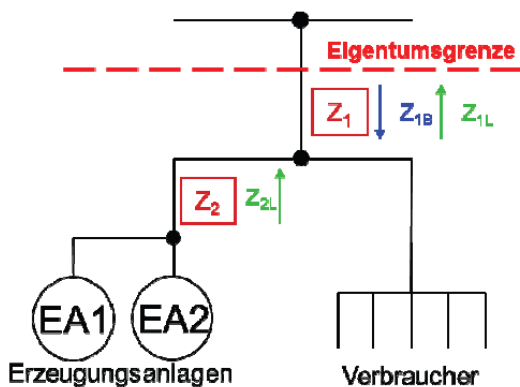 Eigentumsgrenze
Z1 Z1B Z1L
Z2 Z2L
EA1 EA2
Erzeugungsanlagen Verbraucher